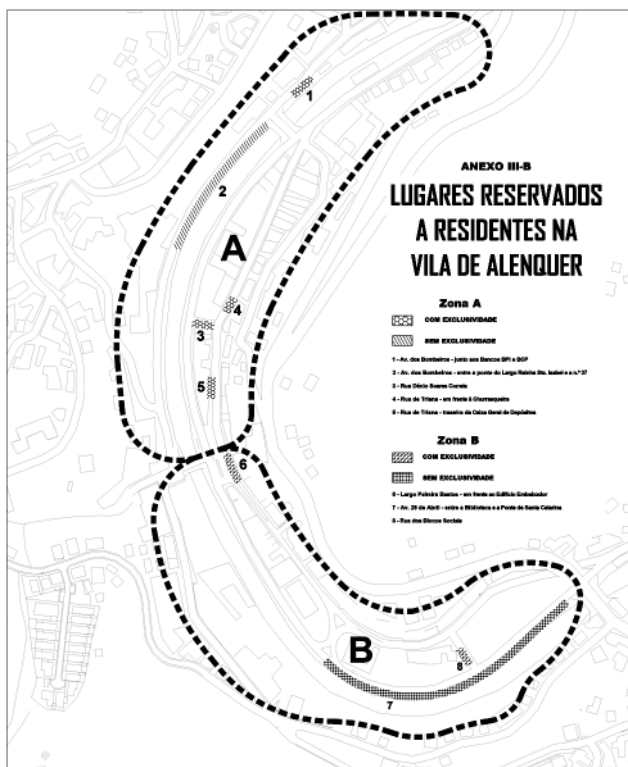 ANEXO III-B
LUGARES RESERVADOS
A RESIDENTES NA
VILA DE ALENQUER
Zona A
COM EXCLUSIVIDADE
SEM EXCLUSIVIDADE
1 - Av. dos Bombeiros - junto aos Bancos BPI e BCP
2 - Av. dos Bombeiros - entre a ponte do Largo Rainha Sta. Isabel e o n.º 37
3 - Rua Décio Soares Correia
4 - Rua de Triana - em frente à Churrasqueira
5 - Rua de Triana - traseira da Caixa Geral de Depósitos
Zona B
COM EXCLUSIVIDADE
SEM EXCLUSIVIDADE
6 - Largo Palmira Bastos - em frente ao Edifício Embaixador
7 - Av. 25 de Abril - entre a Biblioteca e a Ponte de Santa Catarina
8 - Rua dos Blocos Sociais
1
2
A
4
3
5
6
B
8
7